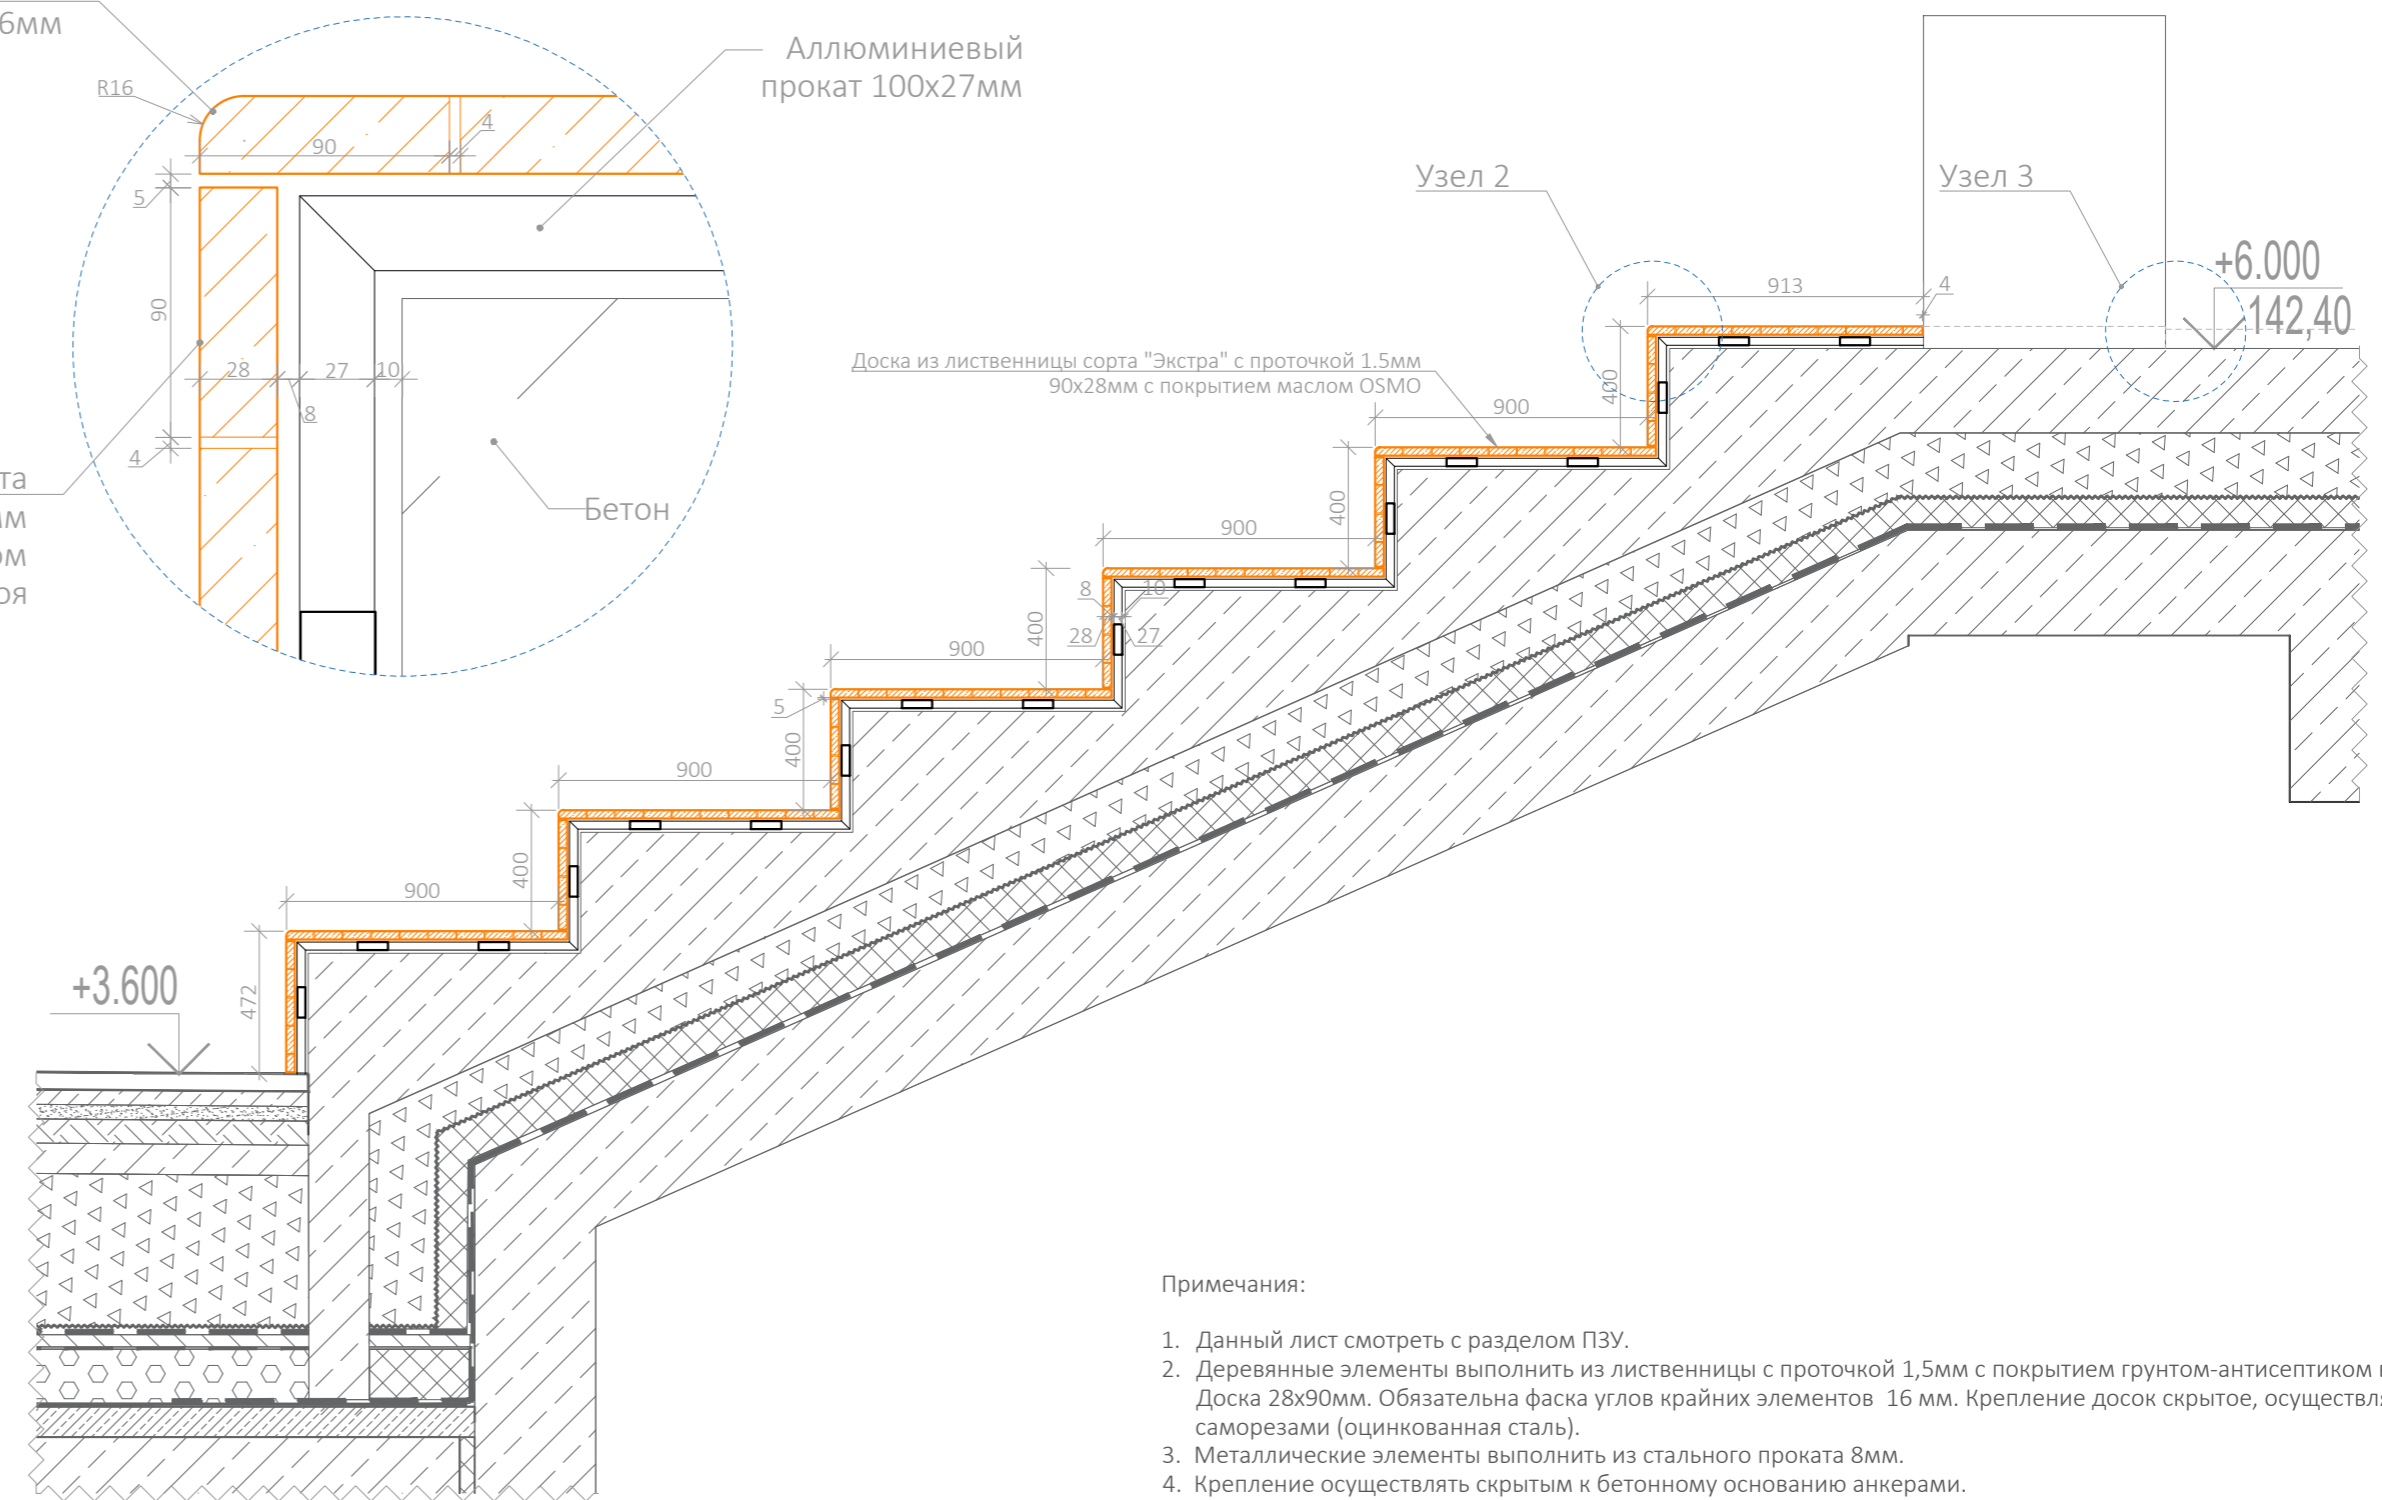 6мм
R16
90
4
5
90
28
8
27
10
4
Аллюминиевый
прокат 100х27мм
Бетон
та
мм
ом
оя
Узел 2
Узел 3
+6.000
142,40
913
4
400
Доска из лиственницы сорта "Экстра" с проточкой 1.5мм
90х28мм с покрытием маслом OSMO
900
400
900
400
8
10
28
27
900
5
400
900
400
900
472
+3.600
Примечания:
1. Данный лист смотреть с разделом ПЗУ.
2. Деревянные элементы выполнить из лиственницы с проточкой 1,5мм с покрытием грунтом-антисептиком
Доска 28х90мм. Обязательна фаска углов крайних элементов 16 мм. Крепление досок скрытое, осуществля
саморезами (оцинкованная сталь).
3. Металлические элементы выполнить из стального проката 8мм.
4. Крепление осуществлять скрытым к бетонному основанию анкерами.